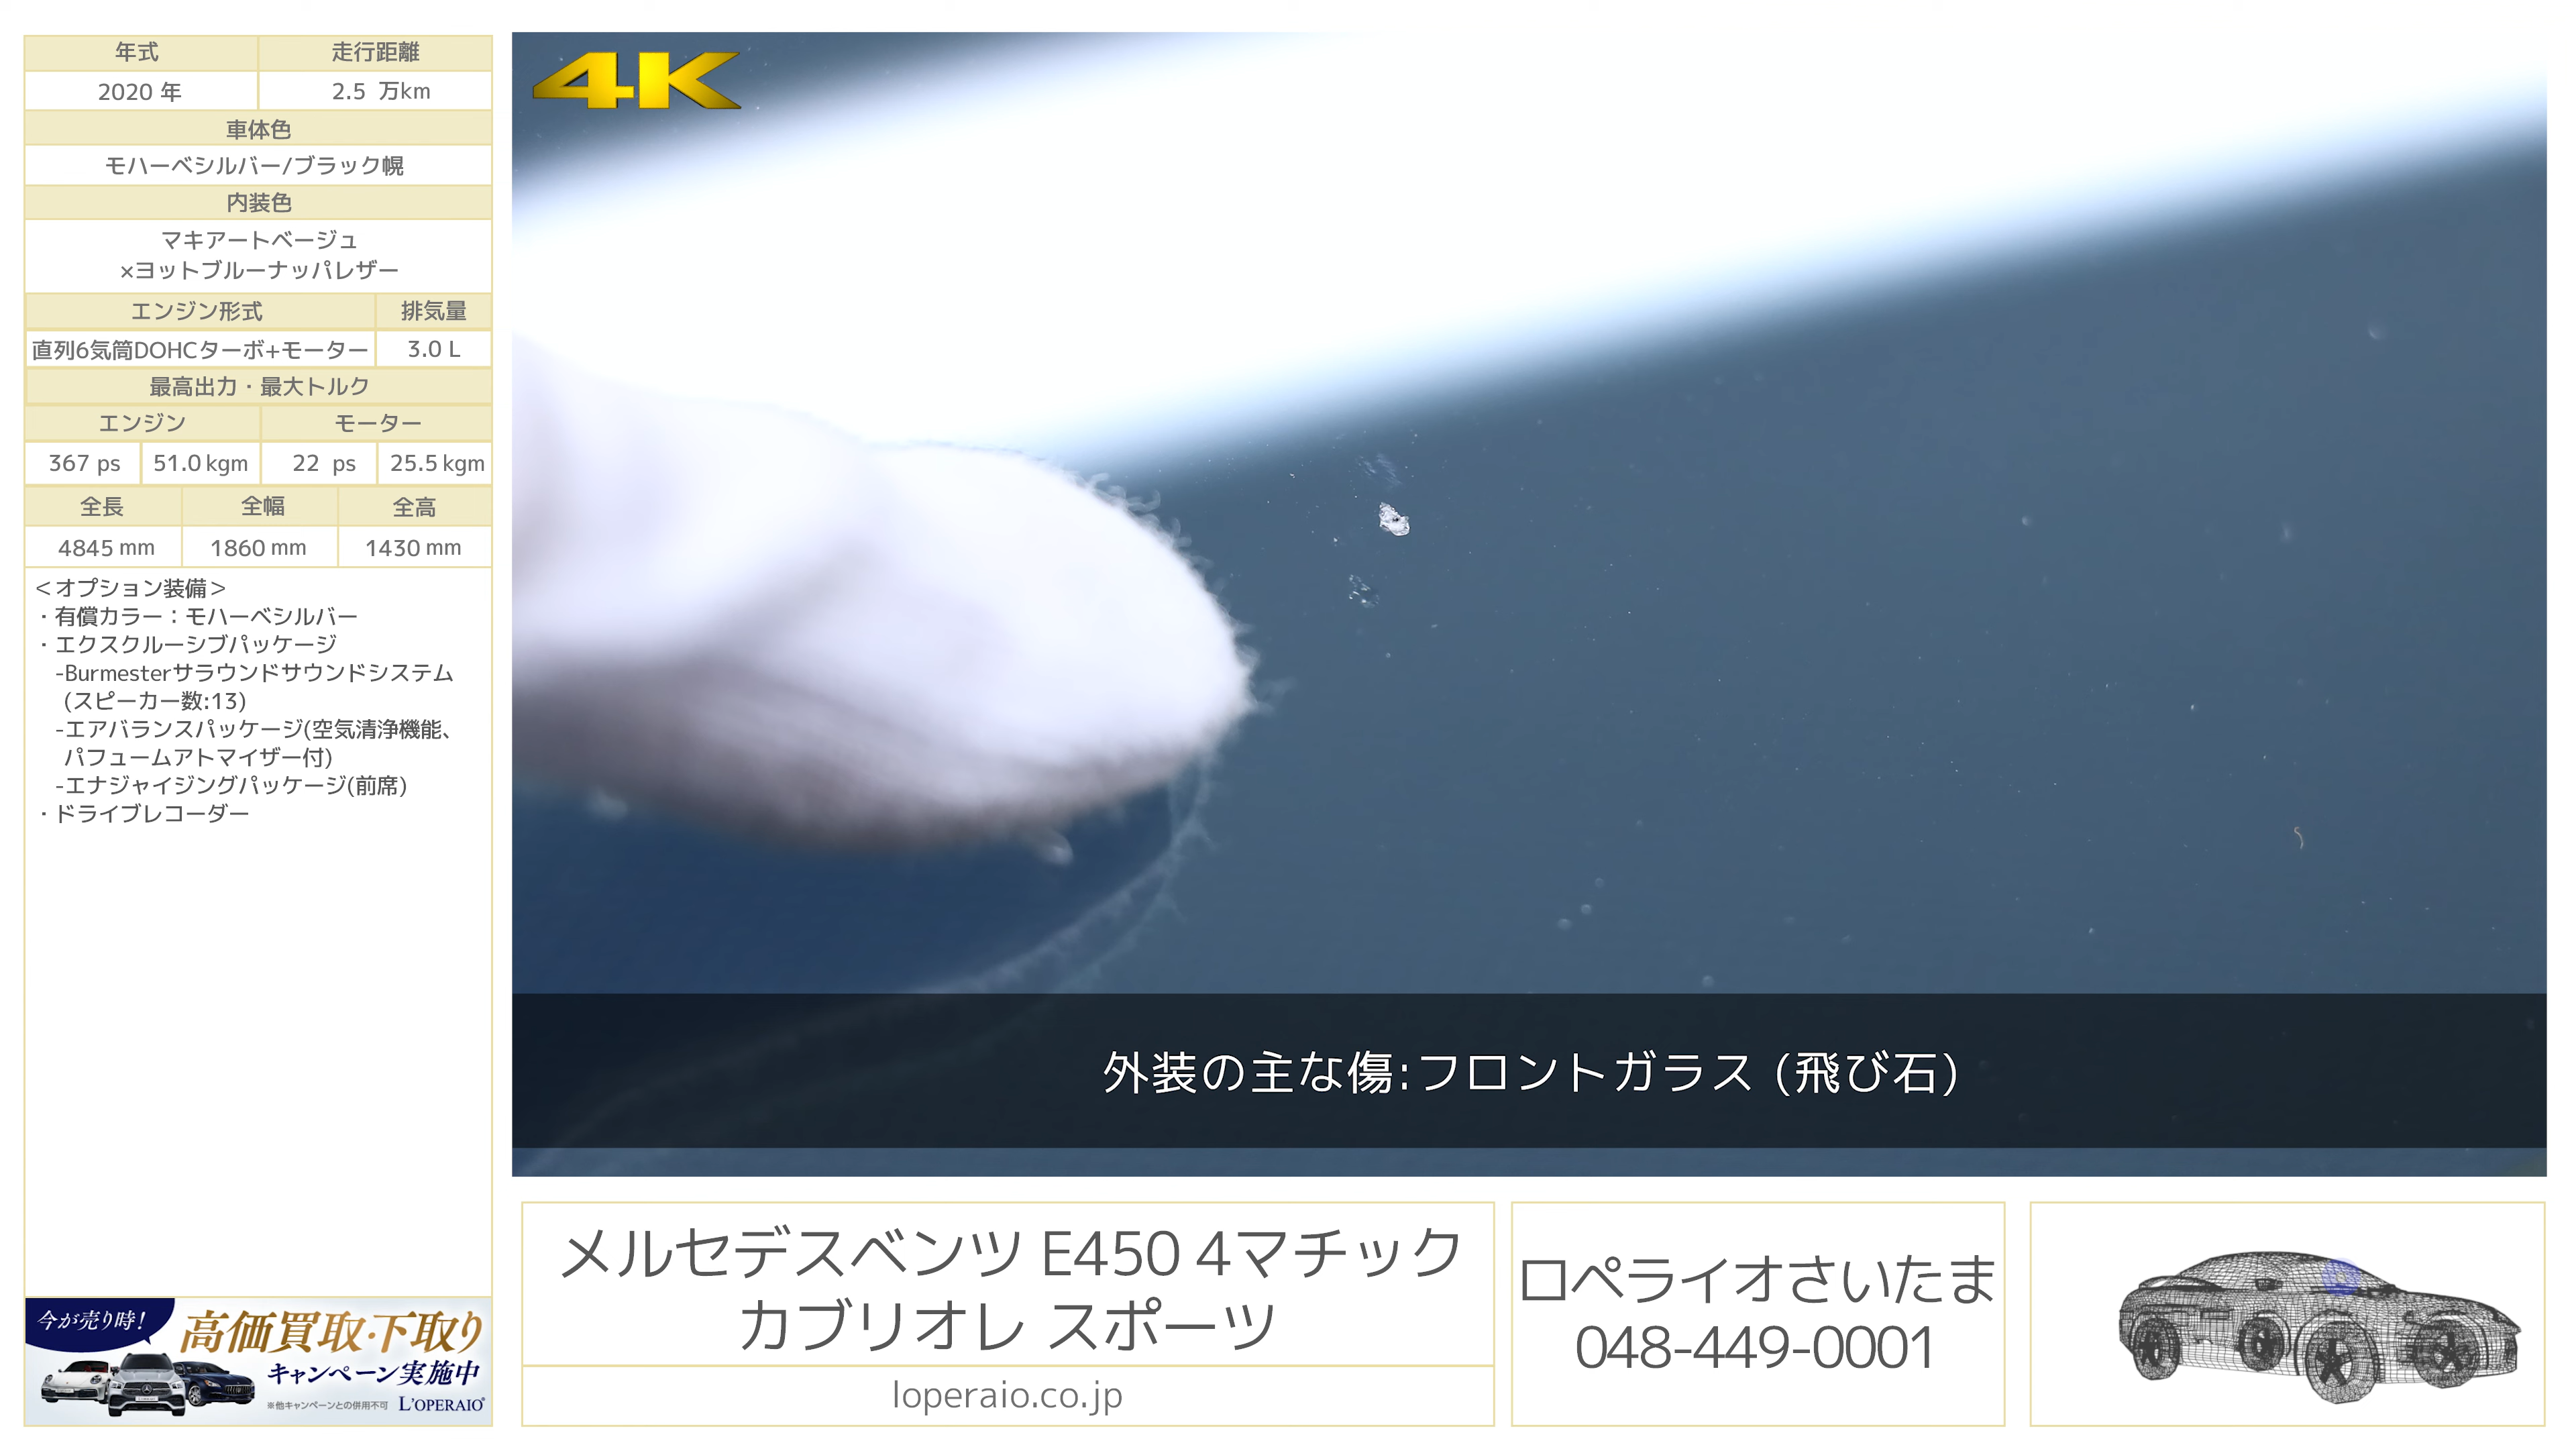 年式 走行距離
2020 年 2.5 万km
車体色
モハーベシルバー/ブラック幌
内装色
マキアートベージュ
×ヨットブルーナッパレザー
エンジン形式 排気量
直列6気筒DOHCターボ+モーター 3.0 L
最高出力・最大トルク
エンジン モーター
367 ps 51.0 kgm 22 ps 25.5 kgm
全長 全幅 全高
4845 mm 1860 mm 1430 mm
＜オプション装備＞
・有償カラー：モハーベシルバー
・エクスクルーシブパッケージ
-Burmesterサラウンドサウンドシステム
(スピーカー数:13)
-エアバランスパッケージ(空気清浄機能、
パフュームアトマイザー付)
-エナジャイジングパッケージ(前席)
・ドライブレコーダー
今が売り時!
高価買取・下取り
キャンペーン実施中
※他キャンペーンとの併用不可 L'OPERAIO
4K
外装の主な傷:フロントガラス (飛び石)
メルセデスベンツ E450 4マチック
カブリオレ スポーツ
loperaio.co.jp
ロペライオさいたま
048-449-0001